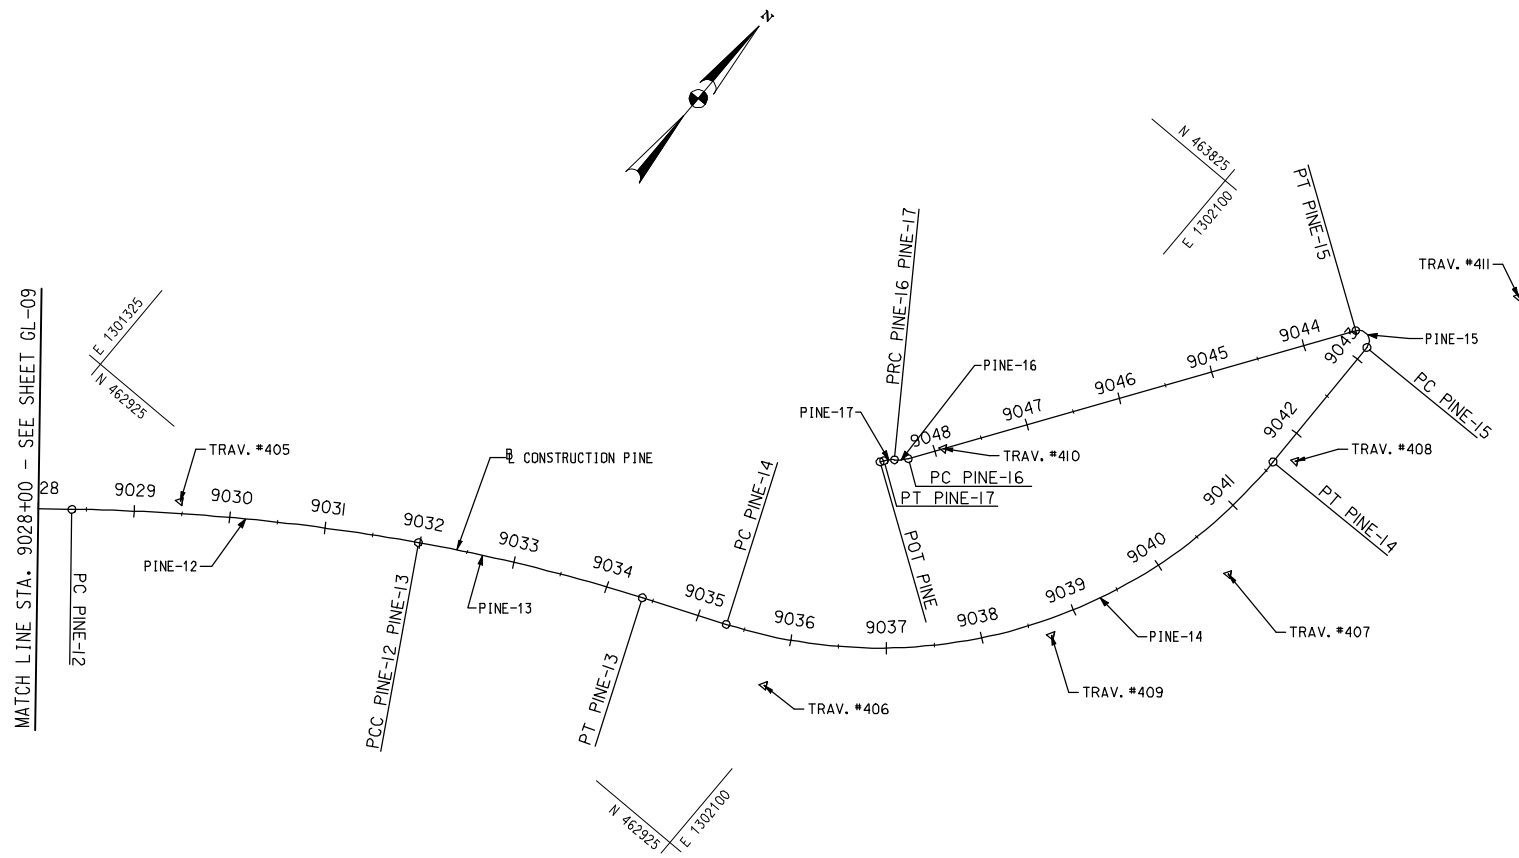 N
N 463825
E 1302100
PT PINE-15
TRAV. #411
PINE-15
PC PINE-15
9044
9043
9045
9046
9047
9048
9042
9041
PRC PINE-16 PINE-17
PINE-16
PINE-17
TRAV. #410
PC PINE-16
PT PINE-17
POT PINE
TRAV. #408
PT PINE-14
E 1301325
N 462925
MATCH LINE STA. 9028+00 - SEE SHEET GL-09
TRAV. #405
CONSTRUCTION PINE
PC PINE-14
28
9029
9030
9031
9032
9033
9034
9035
9036
9037
9038
9039
9040
PC PINE-12
PINE-12
PCC PINE-12 PINE-13
PINE-13
PT PINE-13
TRAV. #406
TRAV. #409
PINE-14
TRAV. #407
N 462925
E 1302100